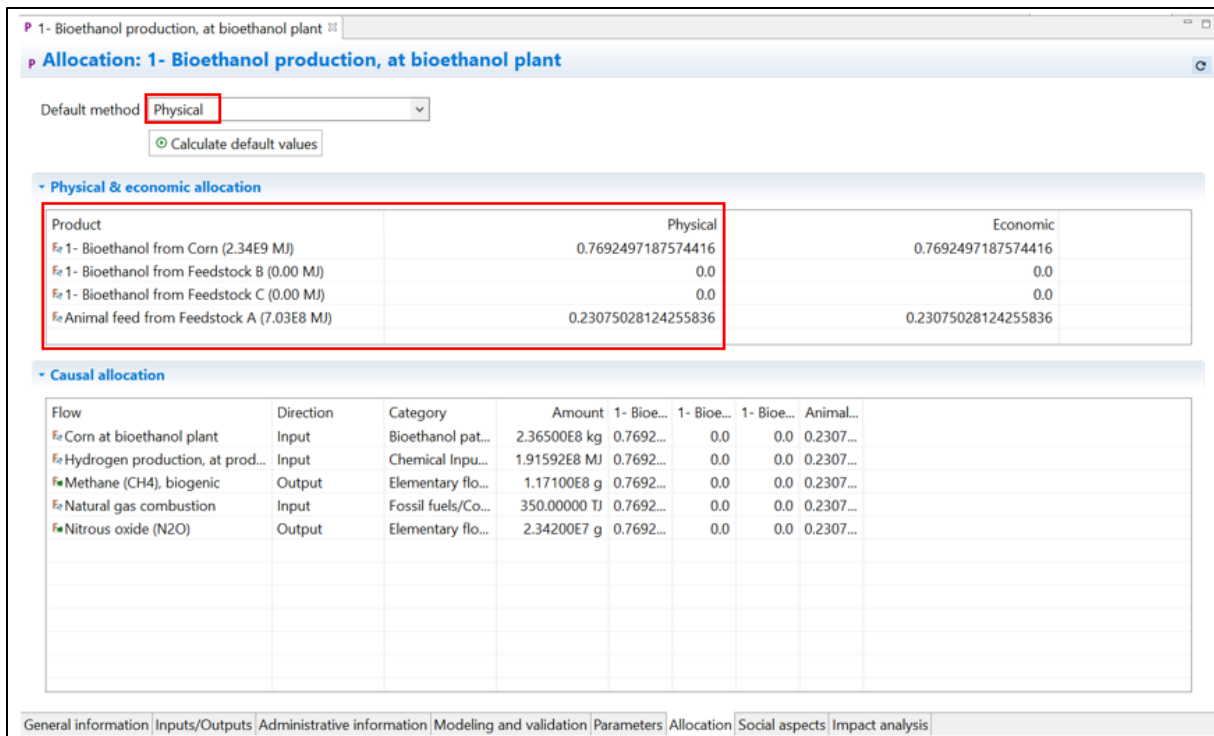 P 1- Bioethanol production, at bioethanol plant
P Allocation: 1- Bioethanol production, at bioethanol plant
Default method Physical
Calculate default values
Physical & economic allocation
Product Physical Economic
Fe 1- Bioethanol from Corn (2.34E9 MJ) 0.7692497187574416 0.7692497187574416
Fe 1- Bioethanol from Feedstock B (0.00 MJ) 0.0 0.0
Fe 1- Bioethanol from Feedstock C (0.00 MJ) 0.0 0.0
Fe Animal feed from Feedstock A (7.03E8 MJ) 0.23075028124255836 0.23075028124255836
Causal allocation
Flow Direction Category Amount 1- Bioe... 1- Bioe... 1- Bioe... Animal...
Fe Corn at bioethanol plant Input Bioethanol pat... 2.36500E8 kg 0.7692... 0.0 0.0 0.2307...
Fe Hydrogen production, at prod... Input Chemical Inpu... 1.91592E8 MJ 0.7692... 0.0 0.0 0.2307...
Fe Methane (CH4), biogenic Output Elementary flo... 1.17100E8 g 0.7692... 0.0 0.0 0.2307...
Fe Natural gas combustion Input Fossil fuels/Co... 350.00000 TJ 0.7692... 0.0 0.0 0.2307...
Fe Nitrous oxide (N2O) Output Elementary flo... 2.34200E7 g 0.7692... 0.0 0.0 0.2307...
General information Inputs/Outputs Administrative information Modeling and validation Parameters Allocation Social aspects Impact analysis